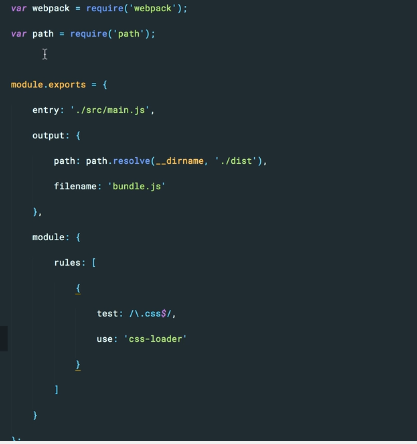 var webpack = require('webpack');
var path = require('path');
module.exports = {
entry: './src/main.js',
output: {
path: path.resolve(__dirname, './dist'),
filename: 'bundle.js'
},
module: {
rules: [
{
test: /\.css$/,
use: 'css-loader'
}
]
}
};